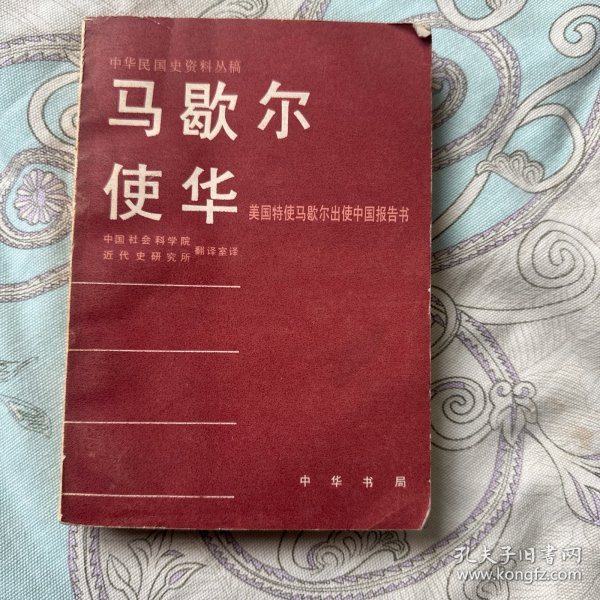 中华民国史资料丛稿
马歇尔
使华
美国特使马歇尔出使中国报告书
中国社会科学院
近代史研究所
翻译室译
中华书局
孔夫子旧书网
www.kongfz.com